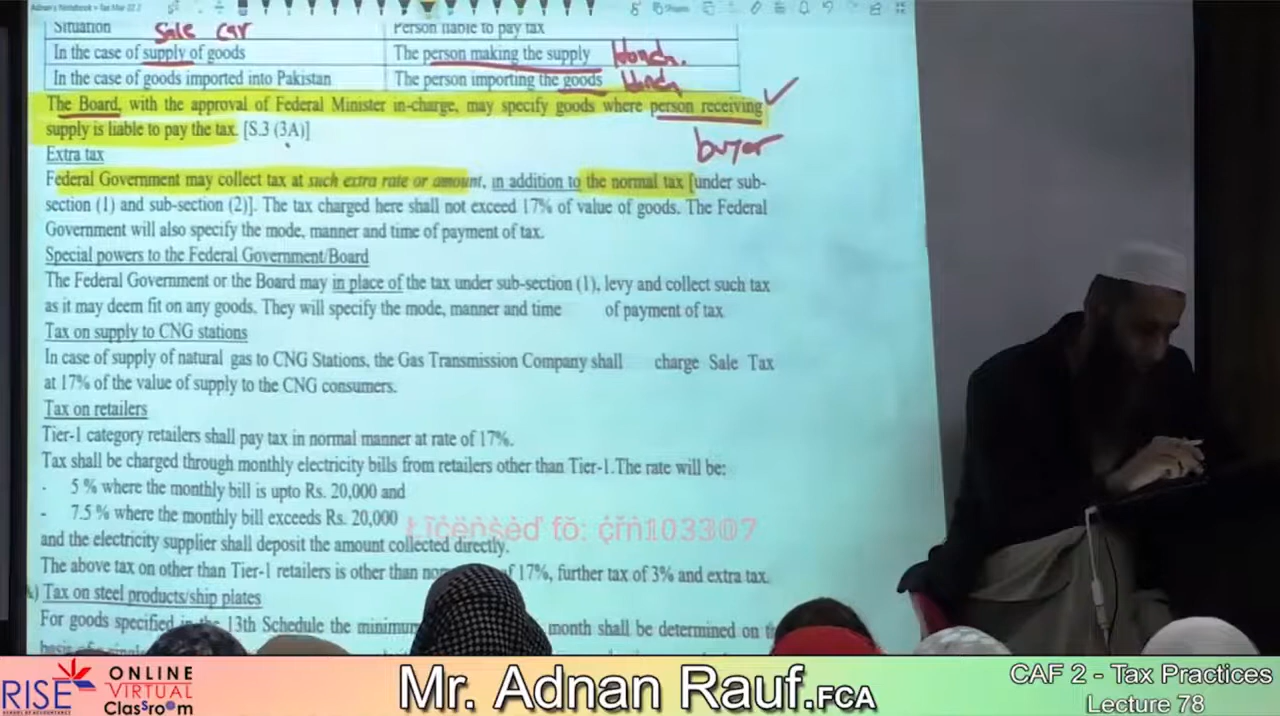 Adnan's Notebook > Tax Mar 22 2
Situation Sale car Person liable to pay tax
In the case of supply of goods The person making the supply
In the case of goods imported into Pakistan The person importing the goods
The Board, with the approval of Federal Minister in-charge, may specify goods where person receiving
supply is liable to pay the tax. [S.3 (3A)]
buyer
Extra tax
Federal Government may collect tax at such extra rate or amount, in addition to the normal tax [under sub-
section (1) and sub-section (2)]. The tax charged here shall not exceed 17% of value of goods. The Federal
Government will also specify the mode, manner and time of payment of tax.
Special powers to the Federal Government/Board
The Federal Government or the Board may in place of the tax under sub-section (1), levy and collect such tax
as it may deem fit on any goods. They will specify the mode, manner and time of payment of tax
Tax on supply to CNG stations
In case of supply of natural gas to CNG Stations, the Gas Transmission Company shall charge Sale Tax
at 17% of the value of supply to the CNG consumers.
Tax on retailers
Tier-1 category retailers shall pay tax in normal manner at rate of 17%.
Tax shall be charged through monthly electricity bills from retailers other than Tier-1.The rate will be:
- 5 % where the monthly bill is upto Rs. 20,000 and
- 7.5 % where the monthly bill exceeds Rs. 20,000
and the electricity supplier shall deposit the amount collected directly.
The above tax on other than Tier-1 retailers is other than of 17%, further tax of 3% and extra tax.
Tax on steel products/ship plates
For goods specified in the 13th Schedule the minimum month shall be determined on
RISE ONLINE VIRTUAL ClassrooM
Mr. Adnan Rauf.FCA
CAF 2 - Tax Practices
Lecture 78